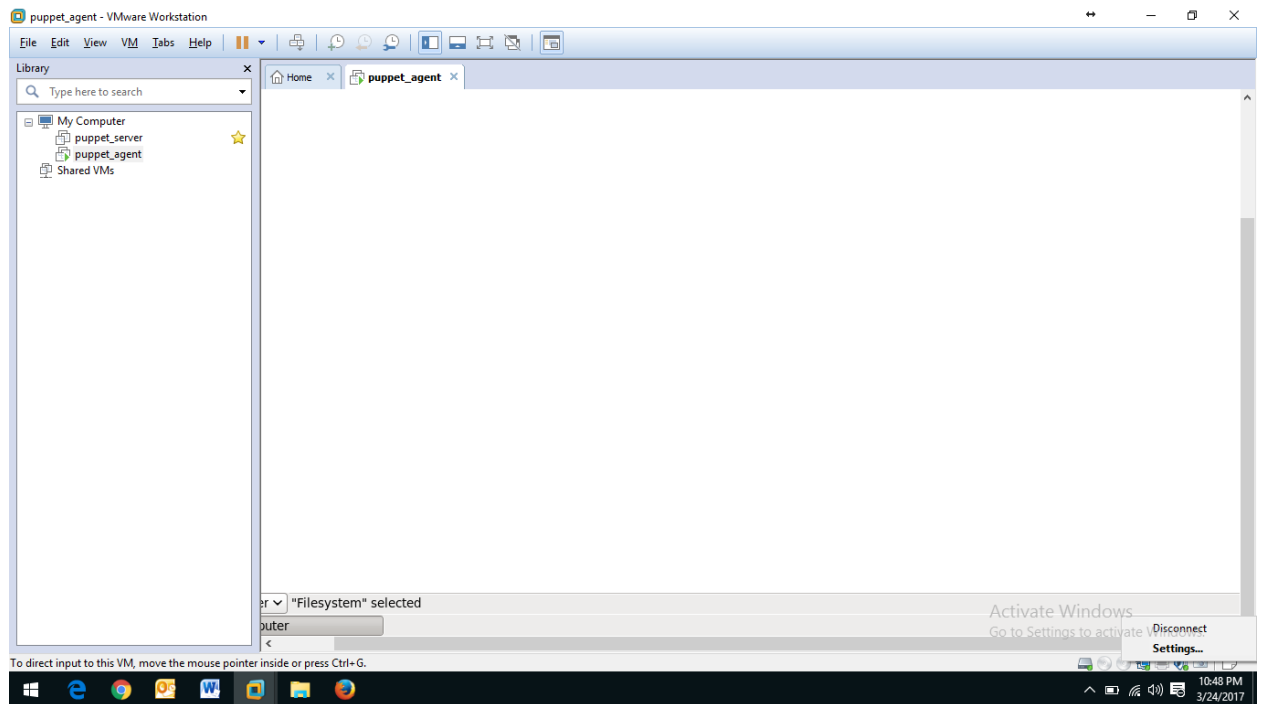 puppet_agent - VMware Workstation
File Edit View VM Tabs Help
Library
Home
puppet_agent
Type here to search
My Computer
puppet_server
puppet_agent
Shared VMs
er "Filesystem" selected
outer
Activate Windows
Go to Settings to activate Windows.
Disconnect
Settings...
To direct input to this VM, move the mouse pointer inside or press Ctrl+G.
10:48 PM
3/24/2017